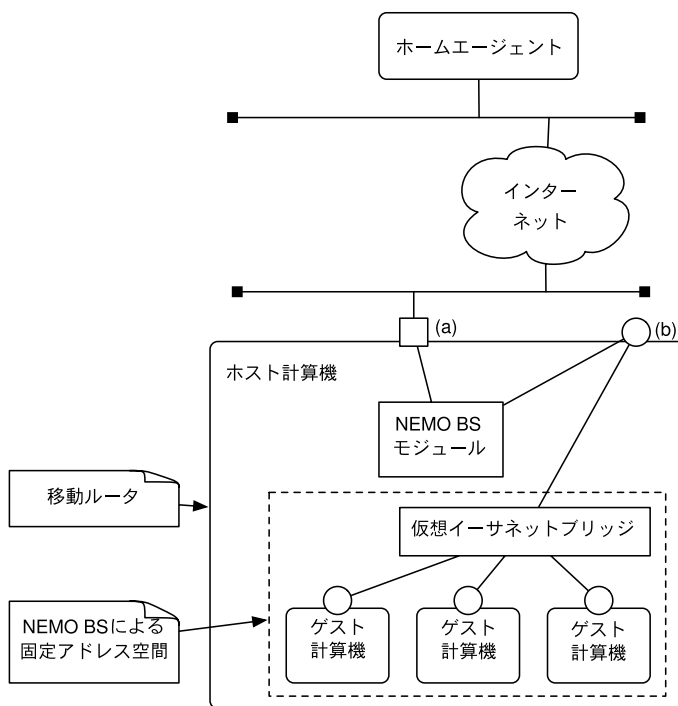 ホームエージェント
インター
ネット
(a)
(b)
ホスト計算機
NEMO BS
モジュール
移動ルータ
仮想イーサネットブリッジ
NEMO BSによる
固定アドレス空間
ゲスト
計算機
ゲスト
計算機
ゲスト
計算機